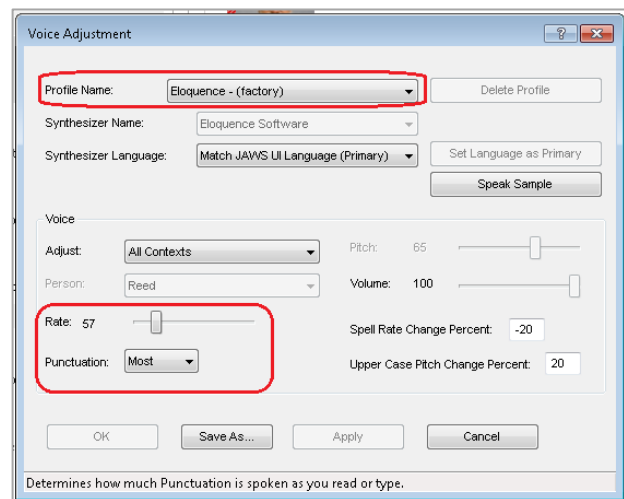 Voice Adjustment
Profile Name: Eloquence - (factory) Delete Profile
Synthesizer Name: Eloquence Software
Synthesizer Language: Match JAWS UI Language (Primary) Set Language as Primary
Speak Sample
Voice
Adjust: All Contexts Pitch: 65
Person: Reed Volume: 100
Rate: 57 Spell Rate Change Percent: -20
Punctuation: Most Upper Case Pitch Change Percent: 20
OK Save As... Apply Cancel
Determines how much Punctuation is spoken as you read or type.